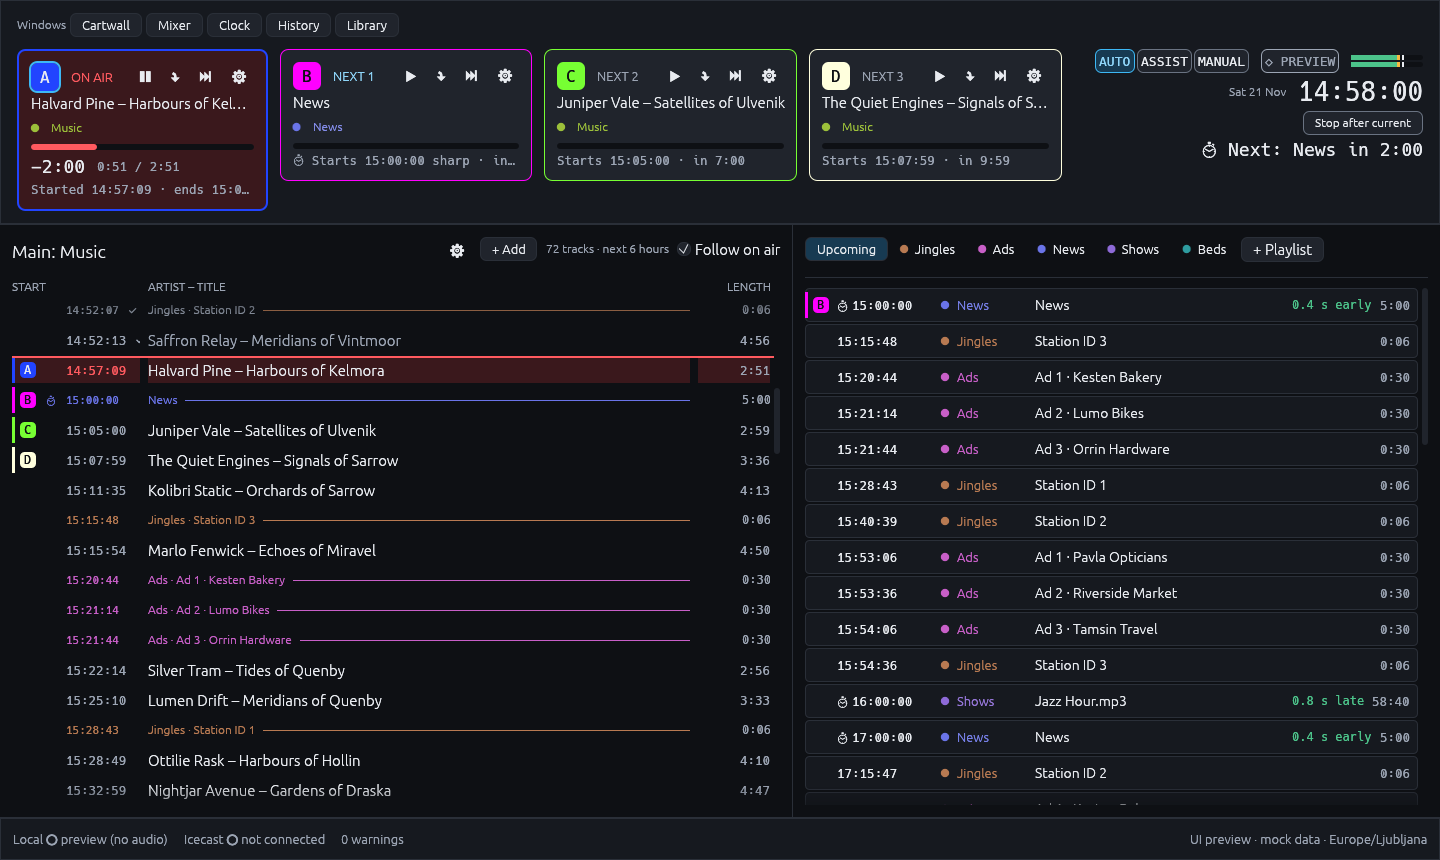 Windows Cartwall Mixer Clock History Library
A ON AIR
Halvard Pine – Harbours of Kel…
Music
−2:00 0:51 / 2:51
Started 14:57:09 · ends 15:0…
B NEXT 1
News
News
Starts 15:00:00 sharp · in…
C NEXT 2
Juniper Vale – Satellites of Ulvenik
Music
Starts 15:05:00 · in 7:00
D NEXT 3
The Quiet Engines – Signals of S…
Music
Starts 15:07:59 · in 9:59
AUTO ASSIST MANUAL ◇ PREVIEW
Sat 21 Nov 14:58:00
Stop after current
Next: News in 2:00
Main: Music + Add 72 tracks · next 6 hours Follow on air
START ARTIST – TITLE LENGTH
14:52:07 Jingles · Station ID 2 0:06
14:52:13 Saffron Relay – Meridians of Vintmoor 4:56
A 14:57:09 Halvard Pine – Harbours of Kelmora 2:51
B 15:00:00 News 5:00
C 15:05:00 Juniper Vale – Satellites of Ulvenik 2:59
D 15:07:59 The Quiet Engines – Signals of Sarrow 3:36
15:11:35 Kolibri Static – Orchards of Sarrow 4:13
15:15:48 Jingles · Station ID 3 0:06
15:15:54 Marlo Fenwick – Echoes of Miravel 4:50
15:20:44 Ads · Ad 1 · Kesten Bakery 0:30
15:21:14 Ads · Ad 2 · Lumo Bikes 0:30
15:21:44 Ads · Ad 3 · Orrin Hardware 0:30
15:22:14 Silver Tram – Tides of Quenby 2:56
15:25:10 Lumen Drift – Meridians of Quenby 3:33
15:28:43 Jingles · Station ID 1 0:06
15:28:49 Ottilie Rask – Harbours of Hollin 4:10
15:32:59 Nightjar Avenue – Gardens of Draska 4:47
Upcoming Jingles Ads News Shows Beds + Playlist
B 15:00:00 News News 0.4 s early 5:00
15:15:48 Jingles Station ID 3 0:06
15:20:44 Ads Ad 1 · Kesten Bakery 0:30
15:21:14 Ads Ad 2 · Lumo Bikes 0:30
15:21:44 Ads Ad 3 · Orrin Hardware 0:30
15:28:43 Jingles Station ID 1 0:06
15:40:39 Jingles Station ID 2 0:06
15:53:06 Ads Ad 1 · Pavla Opticians 0:30
15:53:36 Ads Ad 2 · Riverside Market 0:30
15:54:06 Ads Ad 3 · Tamsin Travel 0:30
15:54:36 Jingles Station ID 3 0:06
16:00:00 Shows Jazz Hour.mp3 0.8 s late 58:40
17:00:00 News News 0.4 s early 5:00
17:15:47 Jingles Station ID 2 0:06
Local preview (no audio) Icecast not connected 0 warnings
UI preview · mock data · Europe/Ljubljana